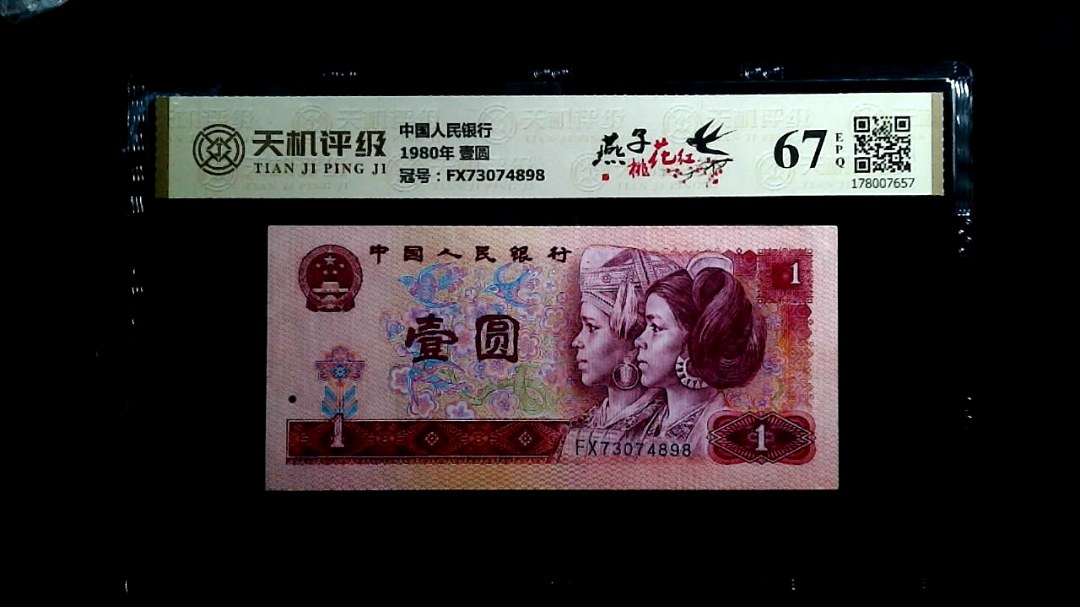 天机评级
TIAN JI PING JI
中国人民银行
1980年 壹圆
冠号：FX73074898
燕子
桃花红
67
EPQ
178007657
中国人民银行
1
壹圆
1
1
FX73074898